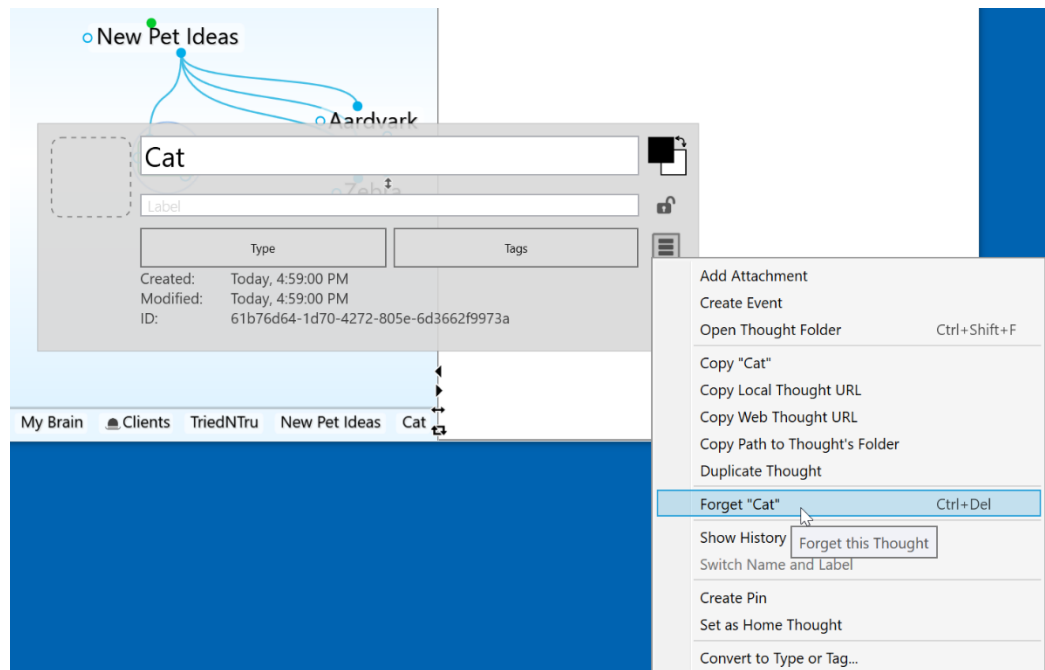 New Pet Ideas
Aardvark
Cat
Zebra
Label
Type Tags
Created: Today, 4:59:00 PM
Modified: Today, 4:59:00 PM
ID: 61b76d64-1d70-4272-805e-6d3662f9973a
My Brain Clients TriedNTru New Pet Ideas Cat
Add Attachment
Create Event
Open Thought Folder Ctrl+Shift+F
Copy "Cat"
Copy Local Thought URL
Copy Web Thought URL
Copy Path to Thought's Folder
Duplicate Thought
Forget "Cat" Ctrl+Del
Show History
Forget this Thought
Switch Name and Label
Create Pin
Set as Home Thought
Convert to Type or Tag...